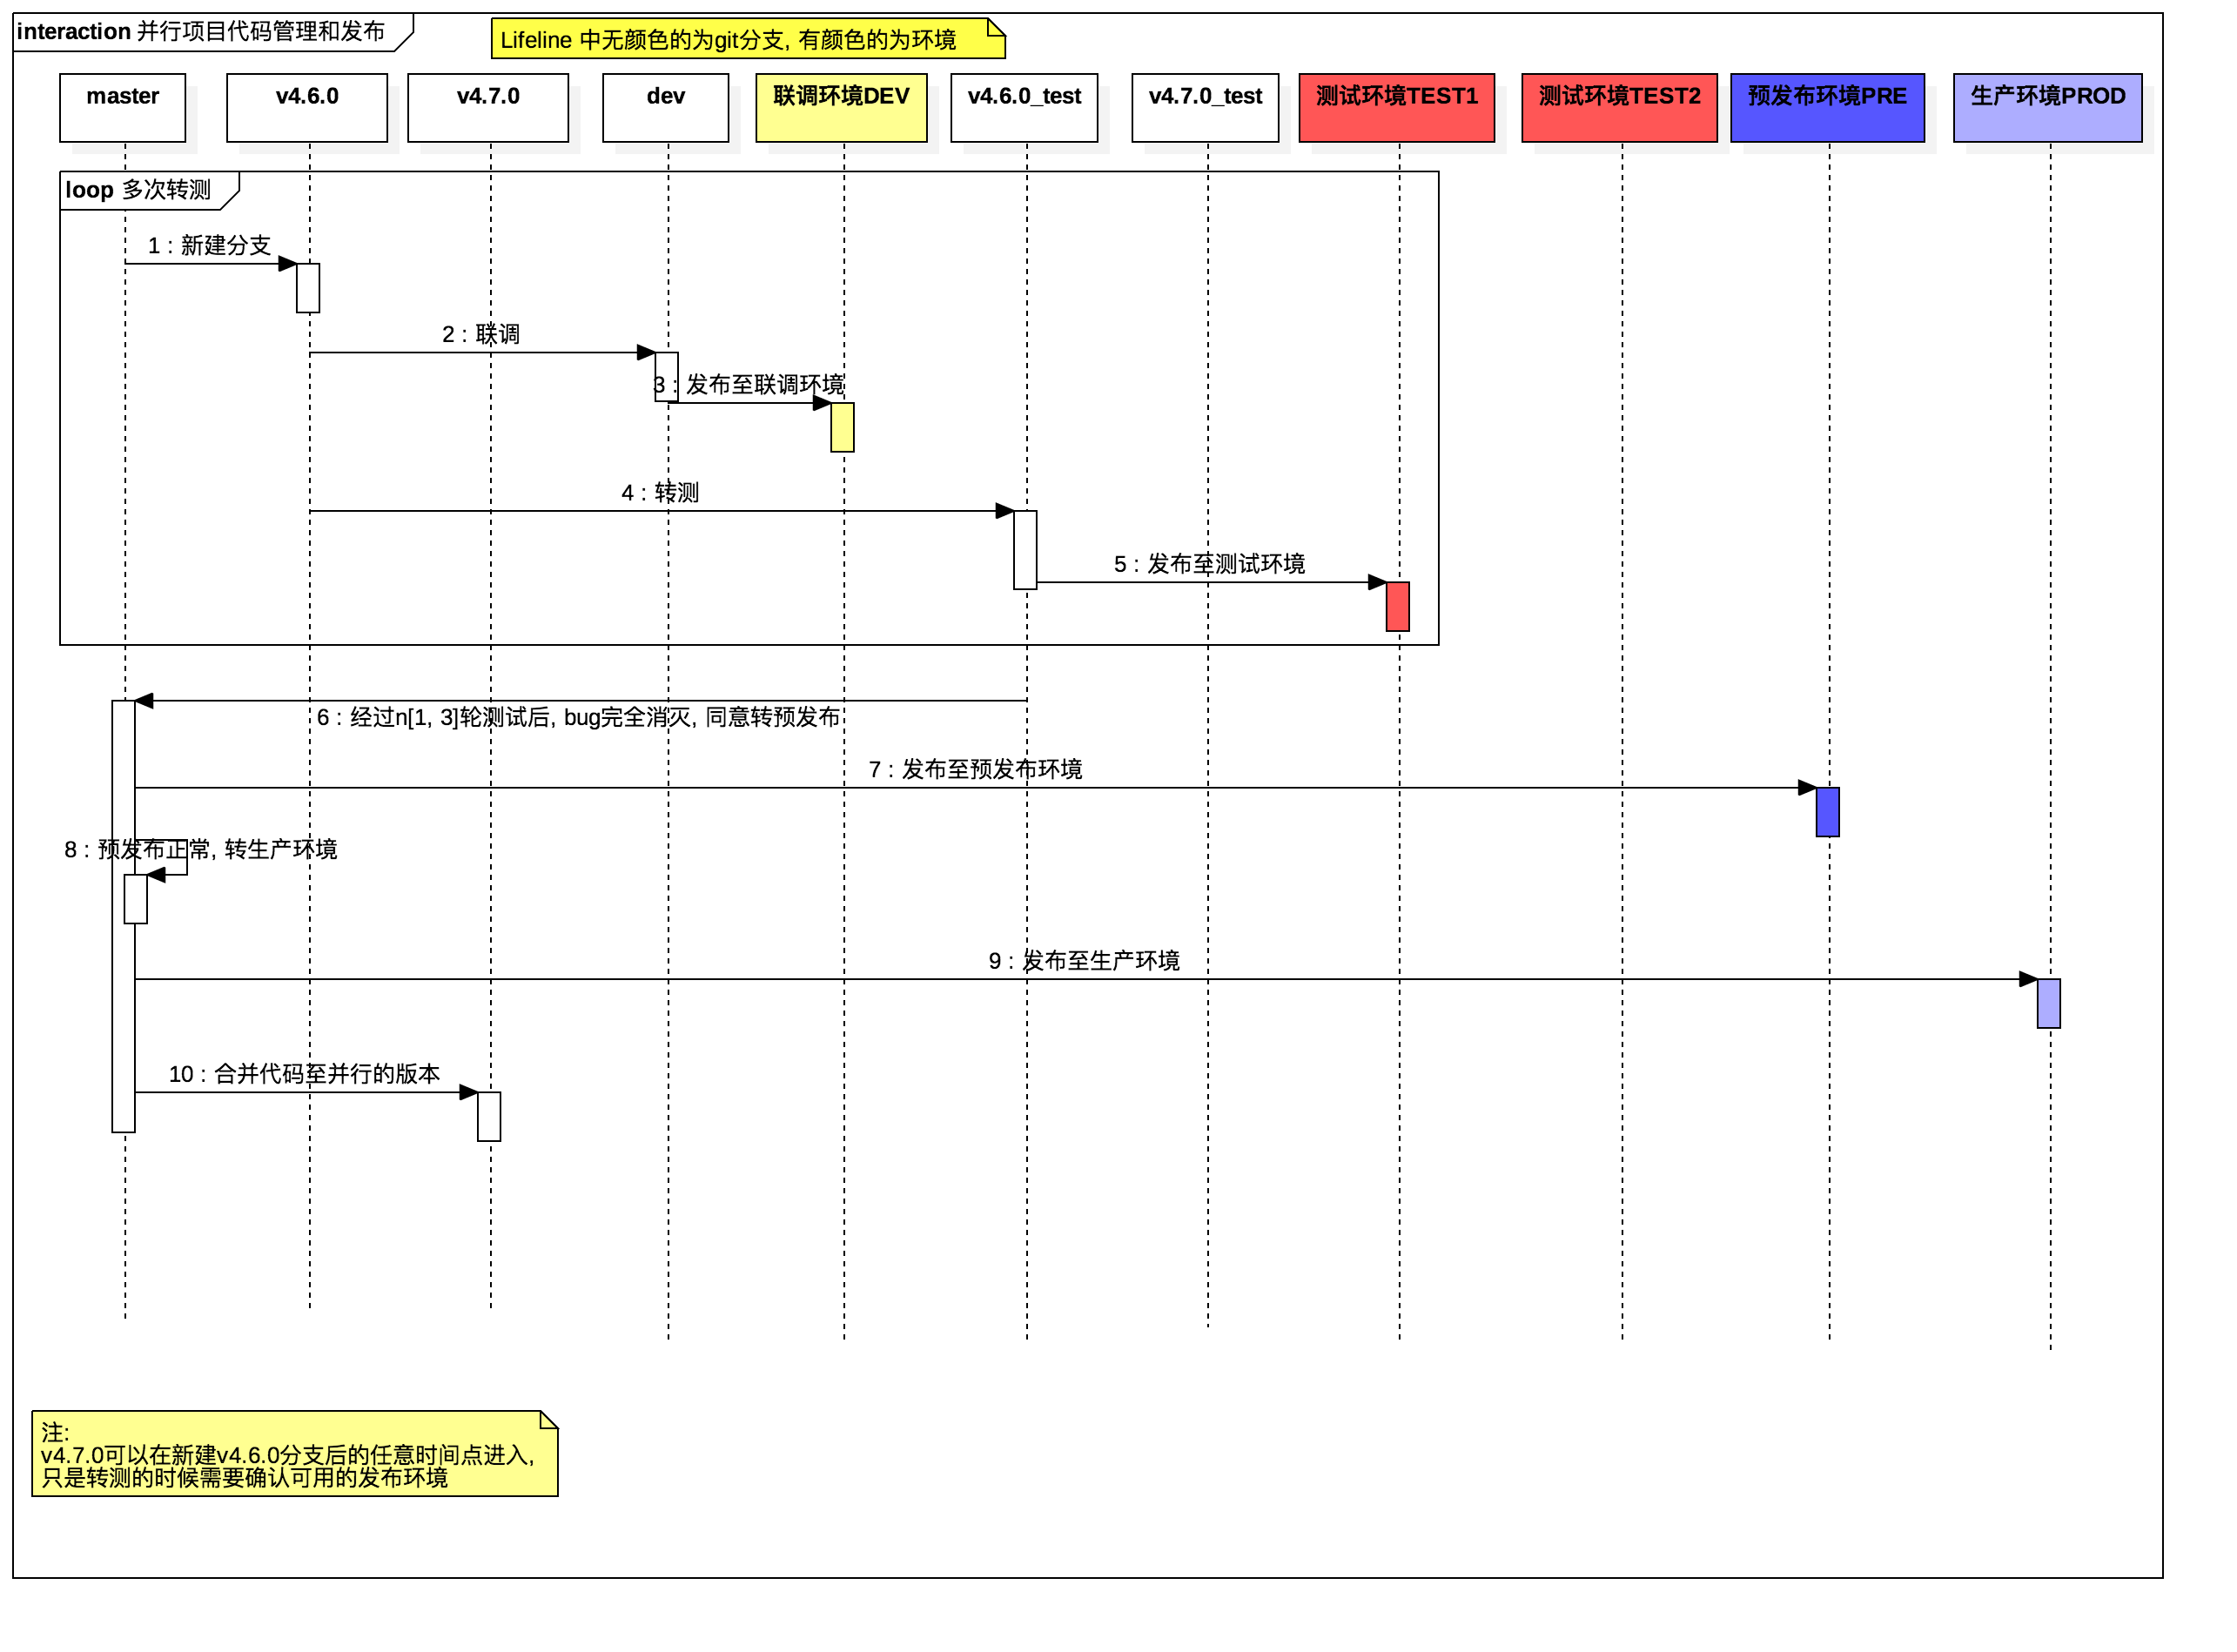 interaction 并行项目代码管理和发布
Lifeline 中无颜色的为git分支, 有颜色的为环境
master
v4.6.0
v4.7.0
dev
联调环境DEV
v4.6.0_test
v4.7.0_test
测试环境TEST1
测试环境TEST2
预发布环境PRE
生产环境PROD
loop 多次转测
1 : 新建分支
2 : 联调
3 : 发布至联调环境
4 : 转测
5 : 发布至测试环境
6 : 经过n[1, 3]轮测试后, bug完全消灭, 同意转预发布
7 : 发布至预发布环境
8 : 预发布正常, 转生产环境
9 : 发布至生产环境
10 : 合并代码至并行的版本
注:
v4.7.0可以在新建v4.6.0分支后的任意时间点进入,
只是转测的时候需要确认可用的发布环境